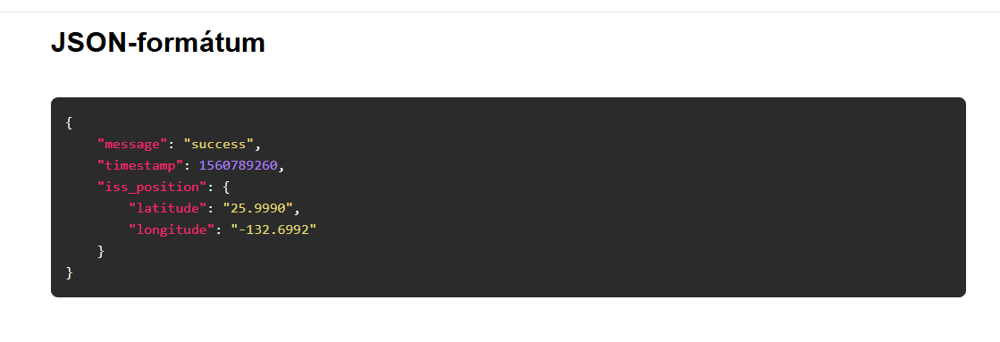 JSON-formátum
{
    "message": "success",
    "timestamp": 1560789260,
    "iss_position": {
        "latitude": "25.9990",
        "longitude": "-132.6992"
    }
}